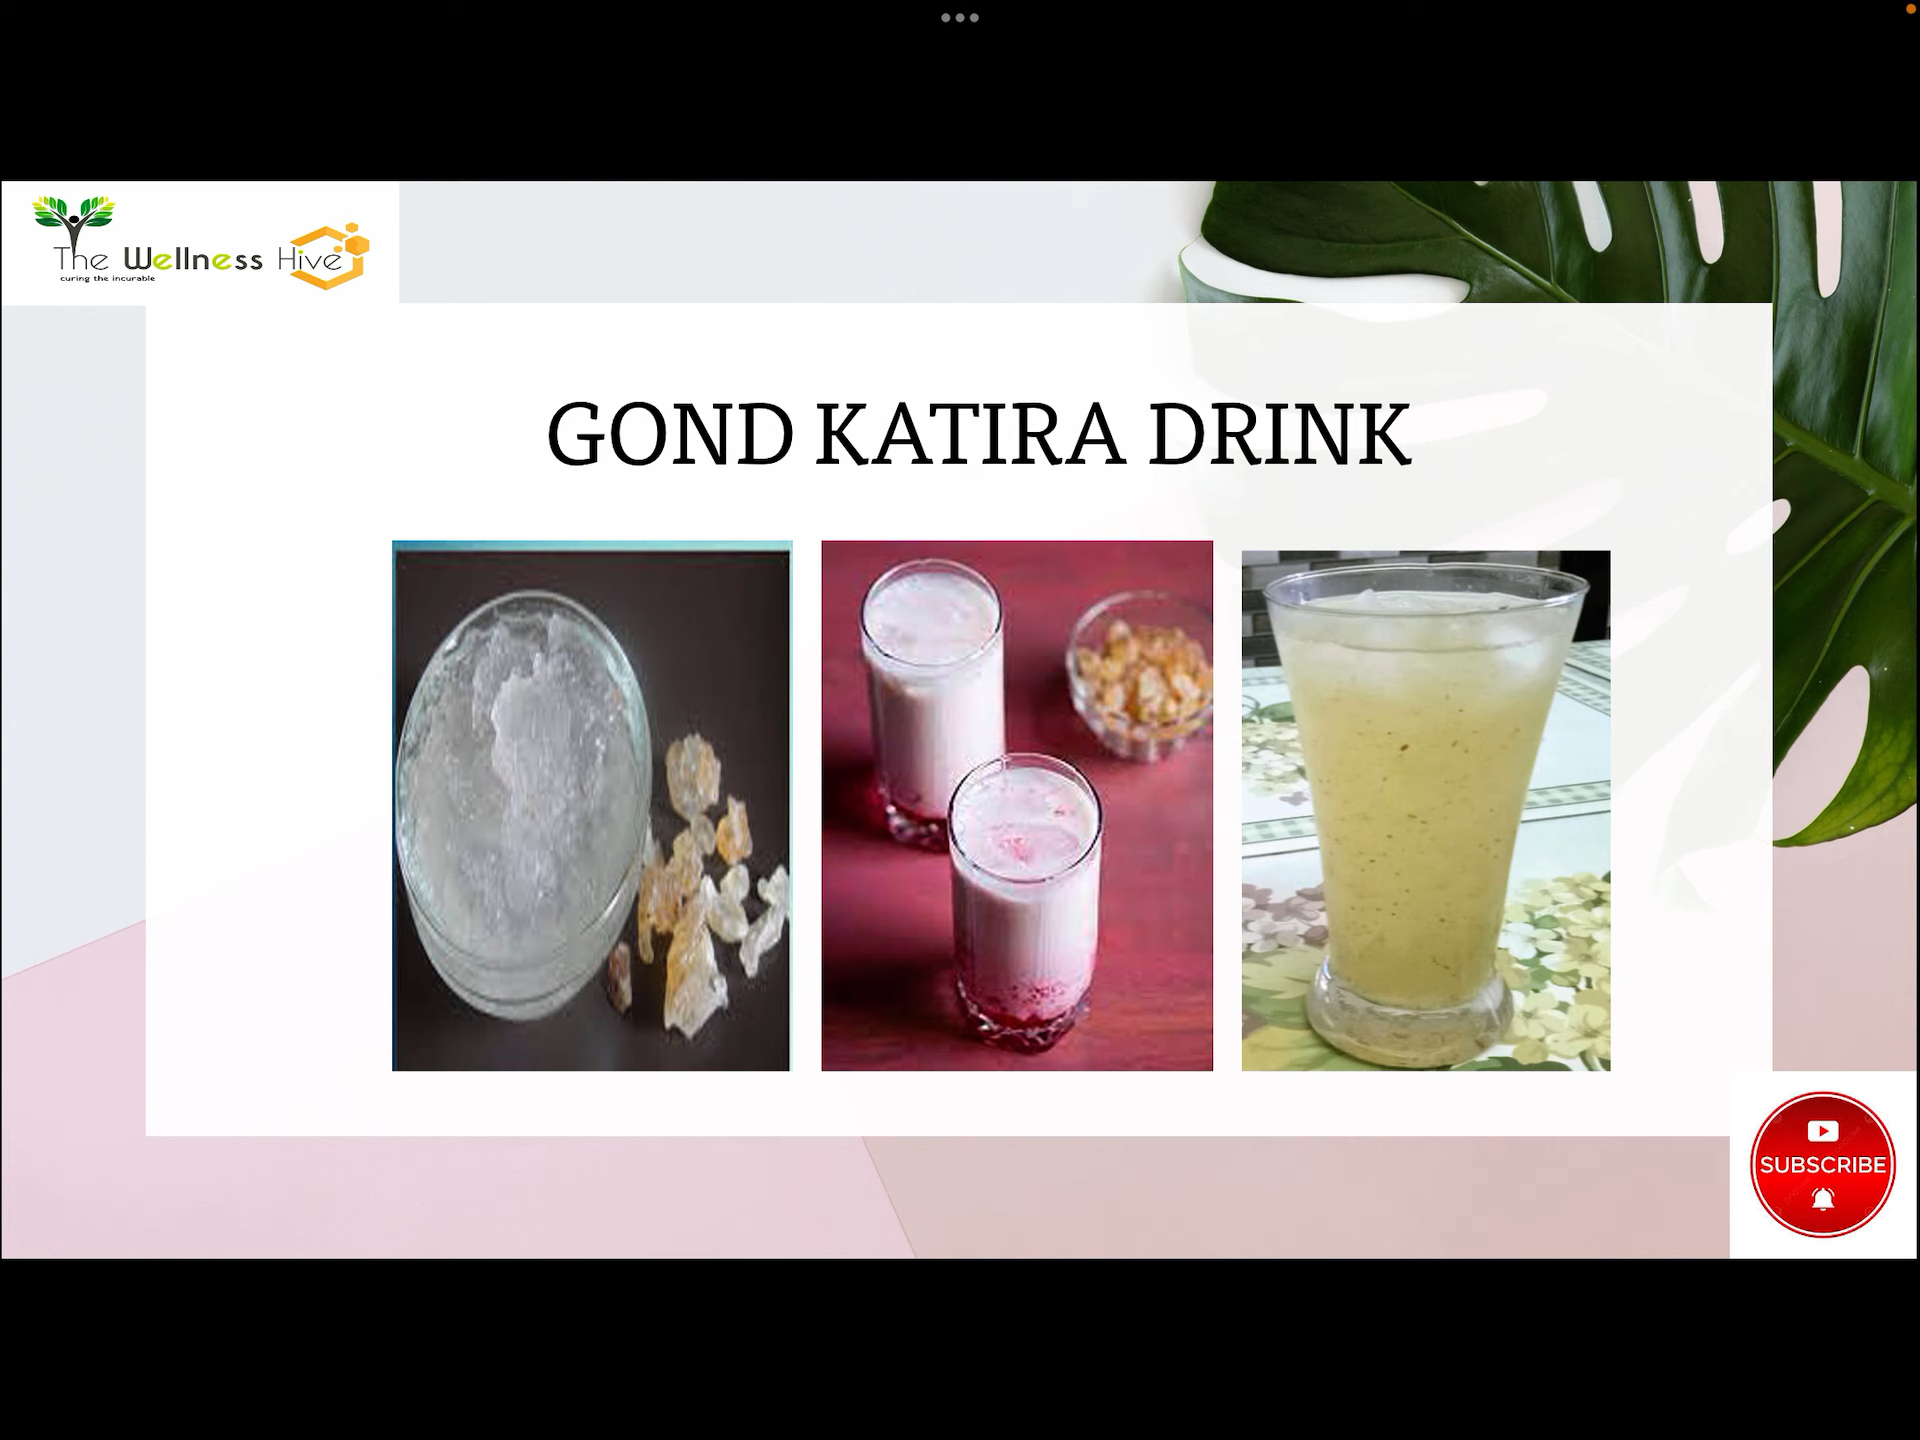 The Wellness Hive
curing the incurable
GOND KATIRA DRINK
SUBSCRIBE